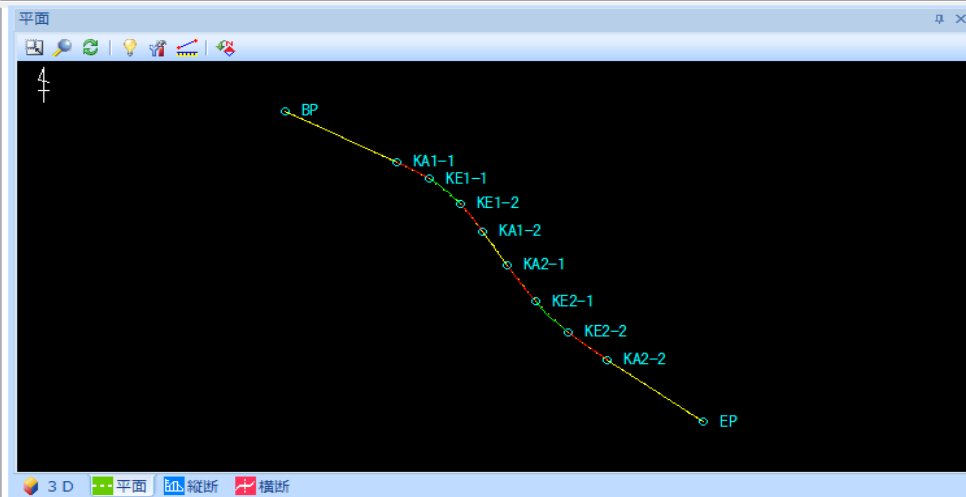 平面
BP
KA1-1
KE1-1
KE1-2
KA1-2
KA2-1
KE2-1
KE2-2
KA2-2
EP
3D 平面 縦断 横断